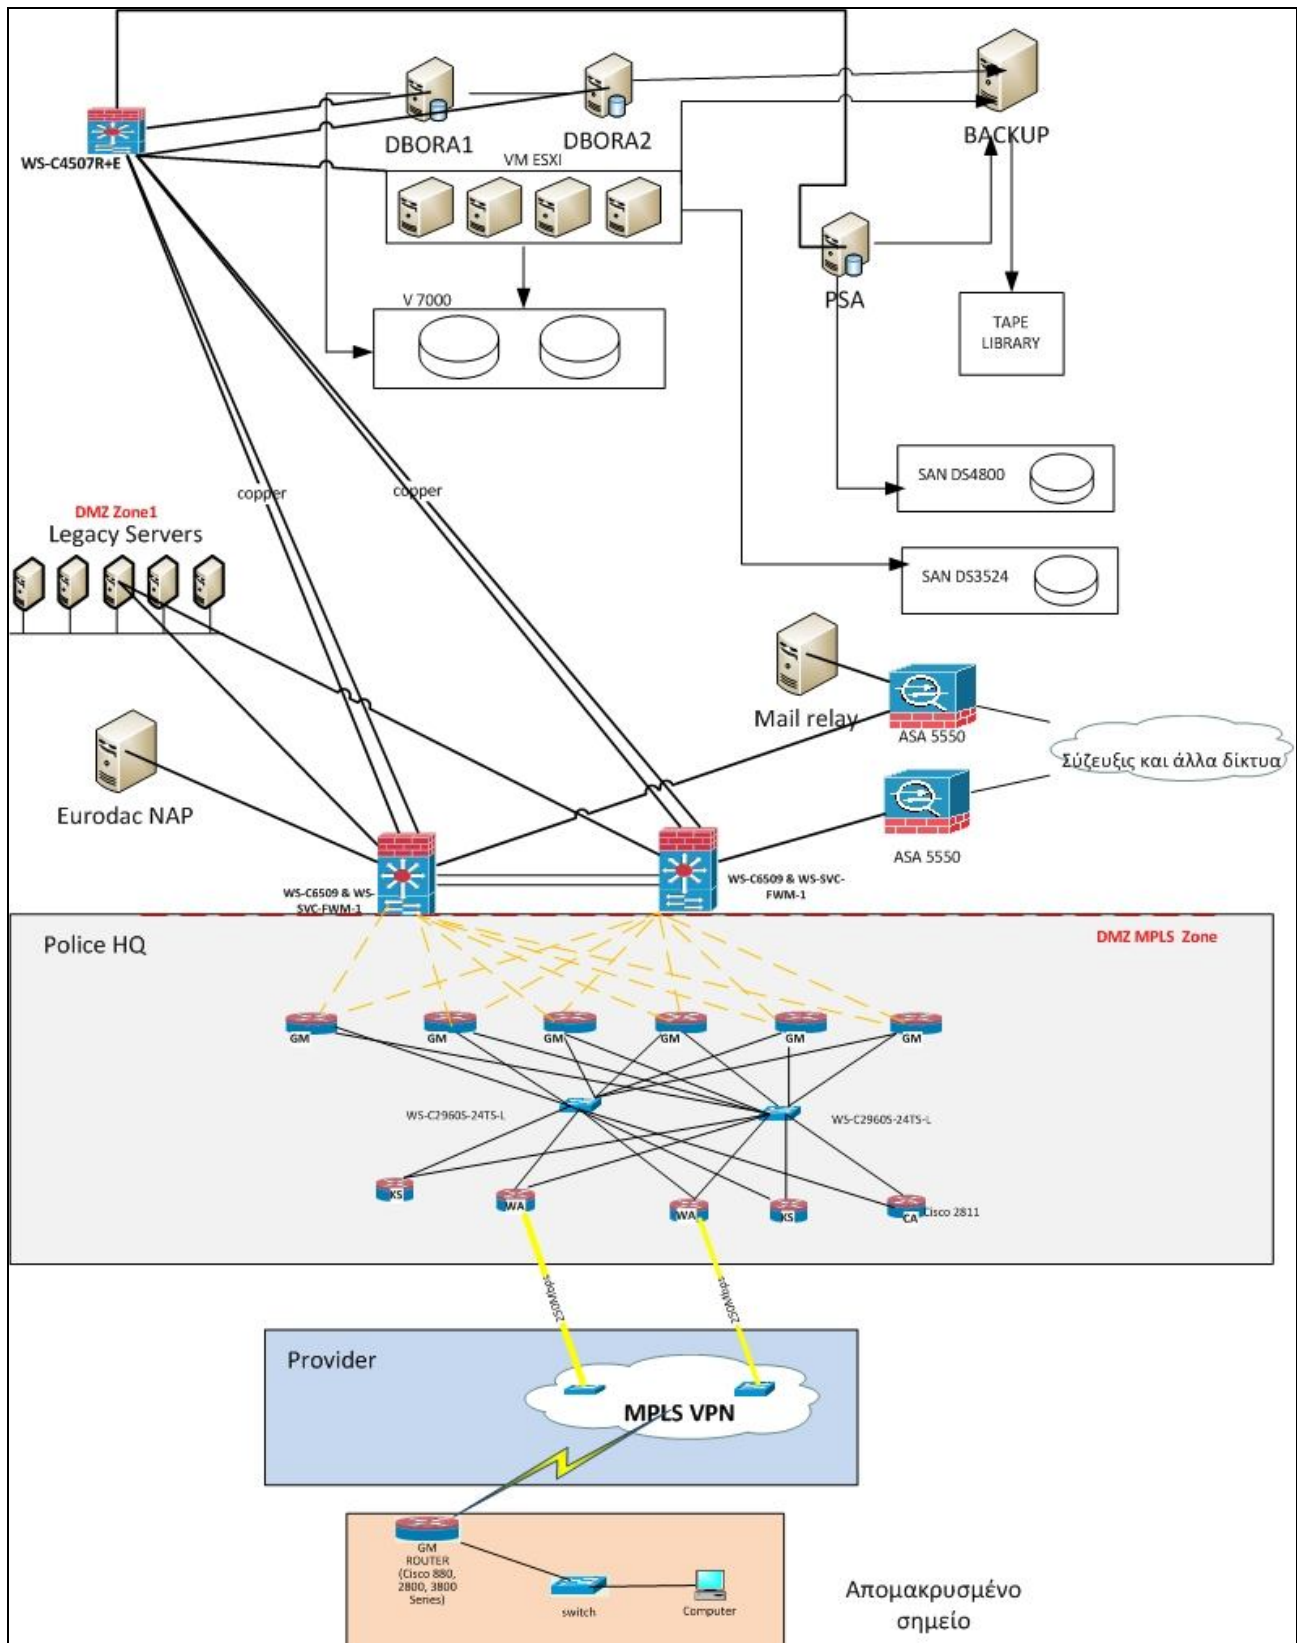 DBORA1
DBORA2
BACKUP
WS-C4507R+E
VM ESXI
PSA
V 7000
TAPE
LIBRARY
SAN DS4800
copper
copper
DMZ Zone1
Legacy Servers
SAN DS3524
Mail relay
ASA 5550
Σύζευξις και άλλα δίκτυα
Eurodac NAP
ASA 5550
WS-C6509 & WS-
SVC-FWM-1
WS-C6509 & WS-SVC-
FWM-1
Police HQ
DMZ MPLS Zone
GM
GM
GM
GM
GM
GM
WS-C2960S-24TS-L
WS-C2960S-24TS-L
KS
WA
WA
KS
CA
Cisco 2811
250Mbps
250Mbps
Provider
MPLS VPN
GM
ROUTER
(Cisco 880,
2800, 3800
Series)
switch
Computer
Απομακρυσμένο
σημείο